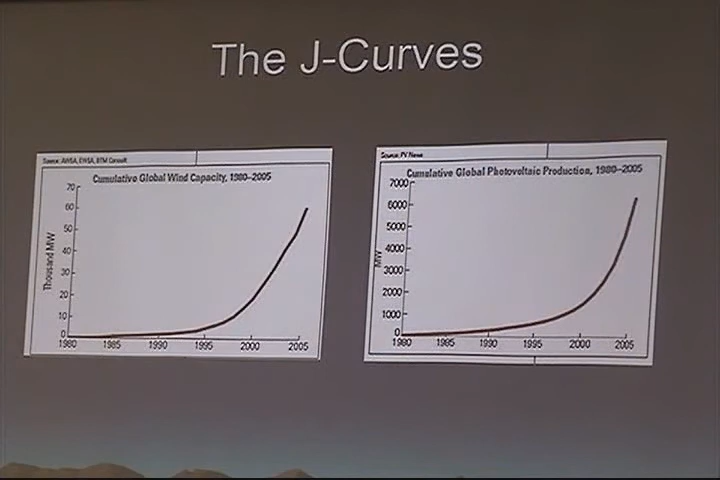 The J-Curves
Source: AWEA, EWEA, BTM Consult
Cumulative Global Wind Capacity, 1980–2005
Thousand MW
70
60
50
40
30
20
10
0
1980 1985 1990 1995 2000 2005
Source: PV News
Cumulative Global Photovoltaic Production, 1980–2005
MW
7000
6000
5000
4000
3000
2000
1000
0
1980 1985 1990 1995 2000 2005